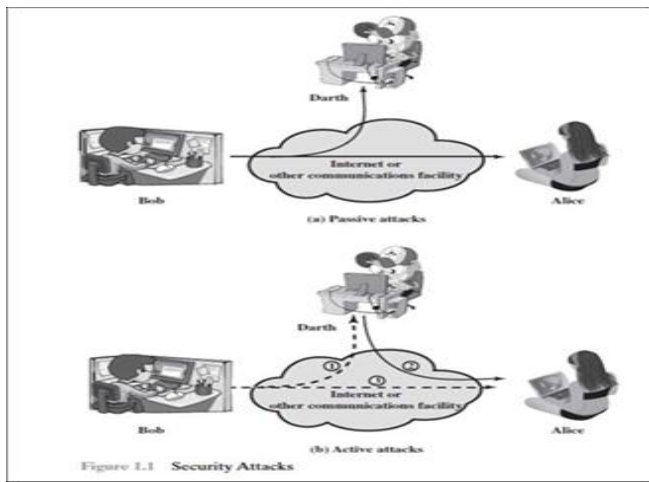 Darth
Internet or
other communications facility
Bob
Alice
(a) Passive attacks
Darth
①
②
③
Internet or
other communications facility
Bob
Alice
(b) Active attacks
Figure 1.1 Security Attacks